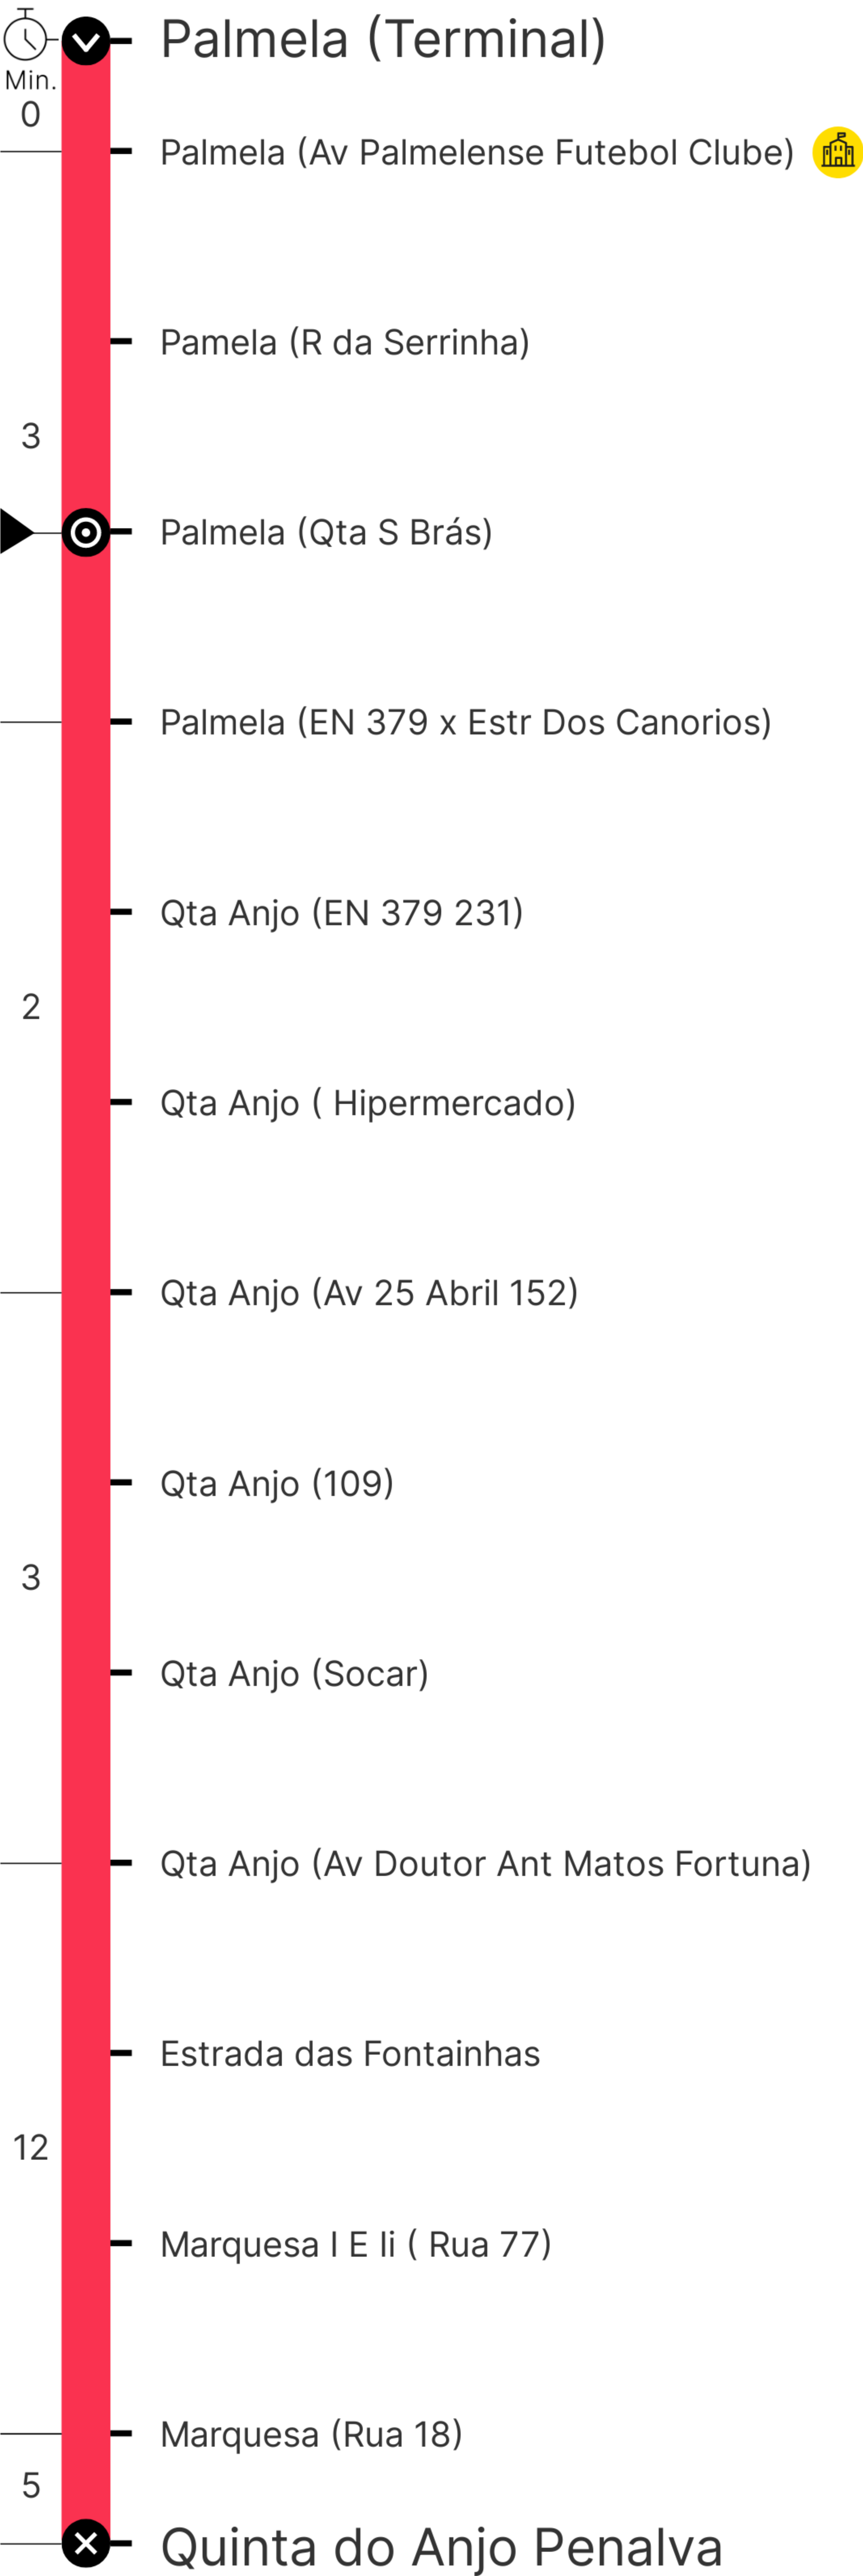 Palmela (Terminal)
Min.
0
Palmela (Av Palmelense Futebol Clube)
Pamela (R da Serrinha)
3
Palmela (Qta S Brás)
Palmela (EN 379 x Estr Dos Canorios)
Qta Anjo (EN 379 231)
2
Qta Anjo ( Hipermercado)
Qta Anjo (Av 25 Abril 152)
Qta Anjo (109)
3
Qta Anjo (Socar)
Qta Anjo (Av Doutor Ant Matos Fortuna)
Estrada das Fontainhas
12
Marquesa I E Ii ( Rua 77)
Marquesa (Rua 18)
5
Quinta do Anjo Penalva